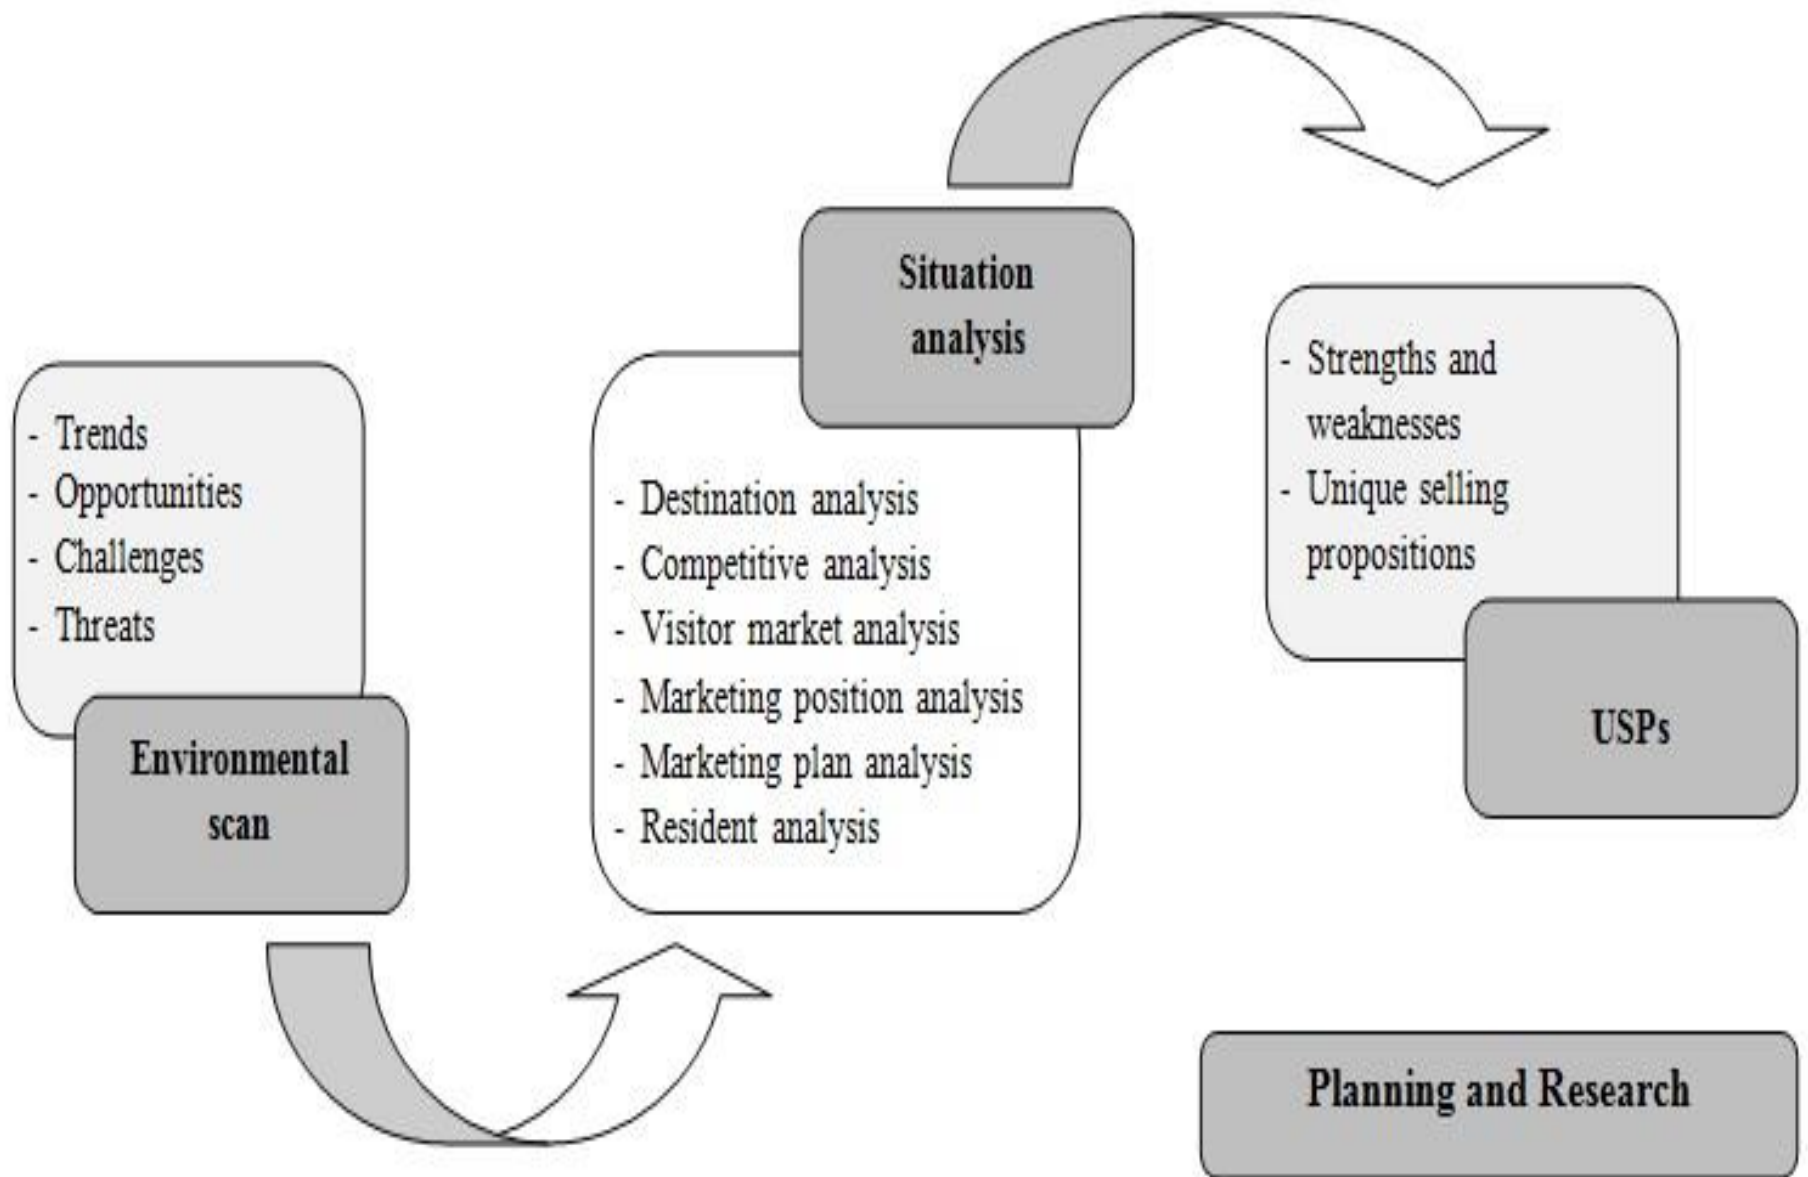 - Trends
- Opportunities
- Challenges
- Threats
Environmental
scan
Situation
analysis
- Destination analysis
- Competitive analysis
- Visitor market analysis
- Marketing position analysis
- Marketing plan analysis
- Resident analysis
- Strengths and
weaknesses
- Unique selling
propositions
USPs
Planning and Research